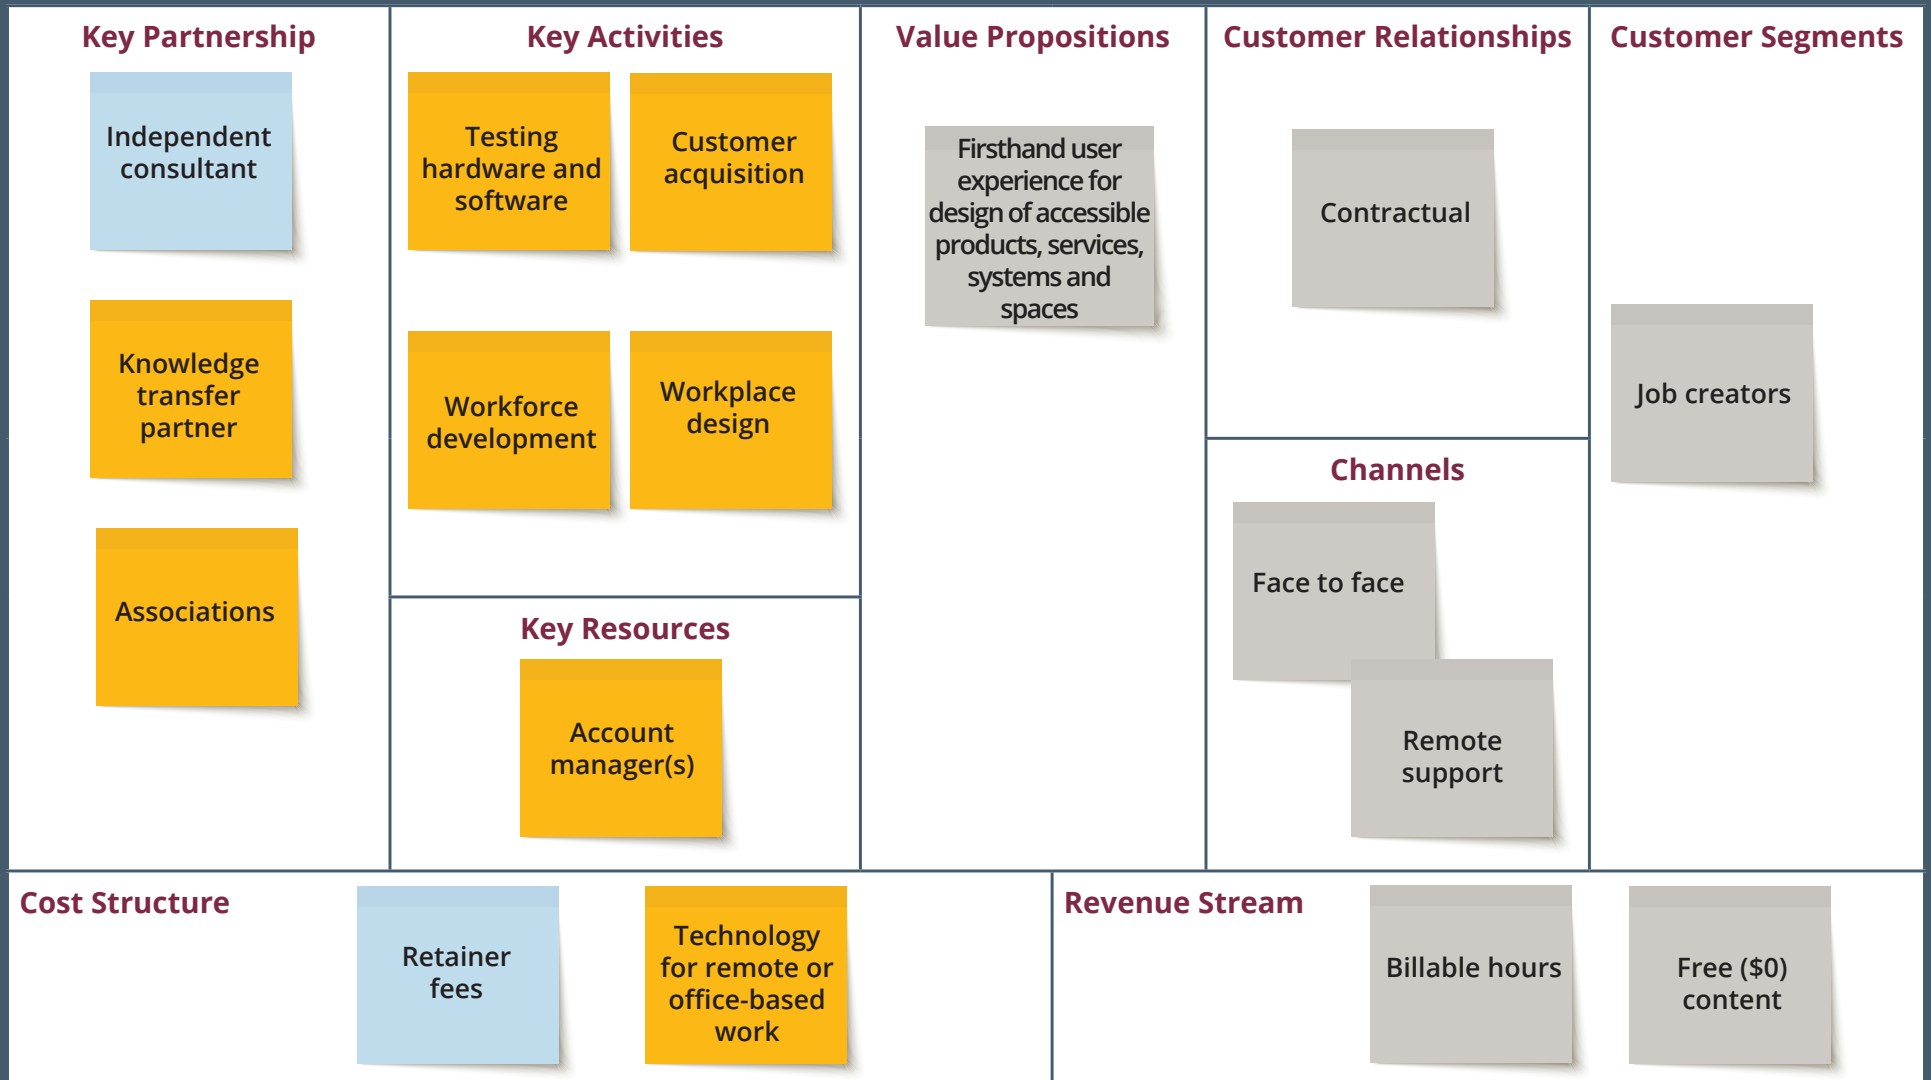 Key Partnership
Independent
consultant
Knowledge
transfer
partner
Associations
Key Activities
Testing
hardware and
software
Customer
acquisition
Workforce
development
Workplace
design
Key Resources
Account
manager(s)
Value Propositions
Firsthand user
experience for
design of accessible
products, services,
systems and
spaces
Customer Relationships
Contractual
Channels
Face to face
Remote
support
Customer Segments
Job creators
Cost Structure
Retainer
fees
Technology
for remote or
office-based
work
Revenue Stream
Billable hours
Free ($0)
content